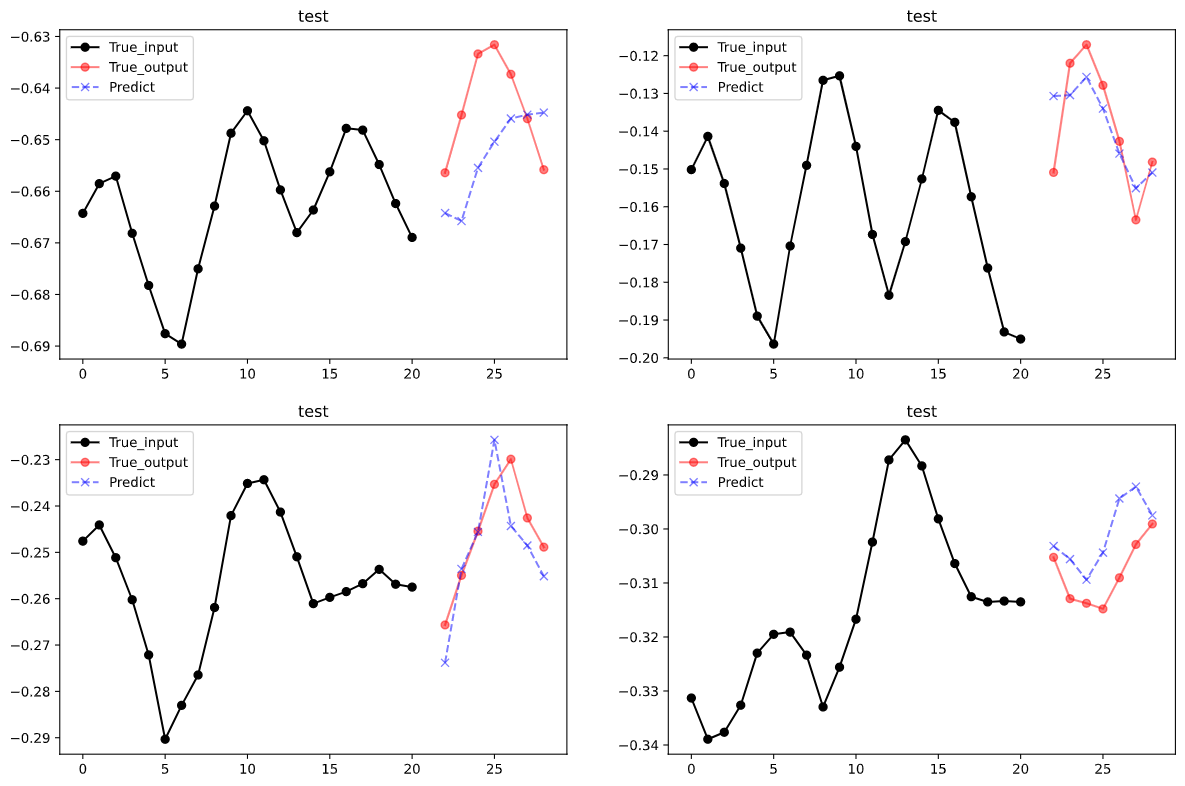 test
−0.63
−0.64
−0.65
−0.66
−0.67
−0.68
−0.69
0 5 10 15 20 25
True_input
True_output
Predict
test
−0.12
−0.13
−0.14
−0.15
−0.16
−0.17
−0.18
−0.19
−0.20
0 5 10 15 20 25
True_input
True_output
Predict
test
−0.23
−0.24
−0.25
−0.26
−0.27
−0.28
−0.29
0 5 10 15 20 25
True_input
True_output
Predict
test
−0.29
−0.30
−0.31
−0.32
−0.33
−0.34
0 5 10 15 20 25
True_input
True_output
Predict